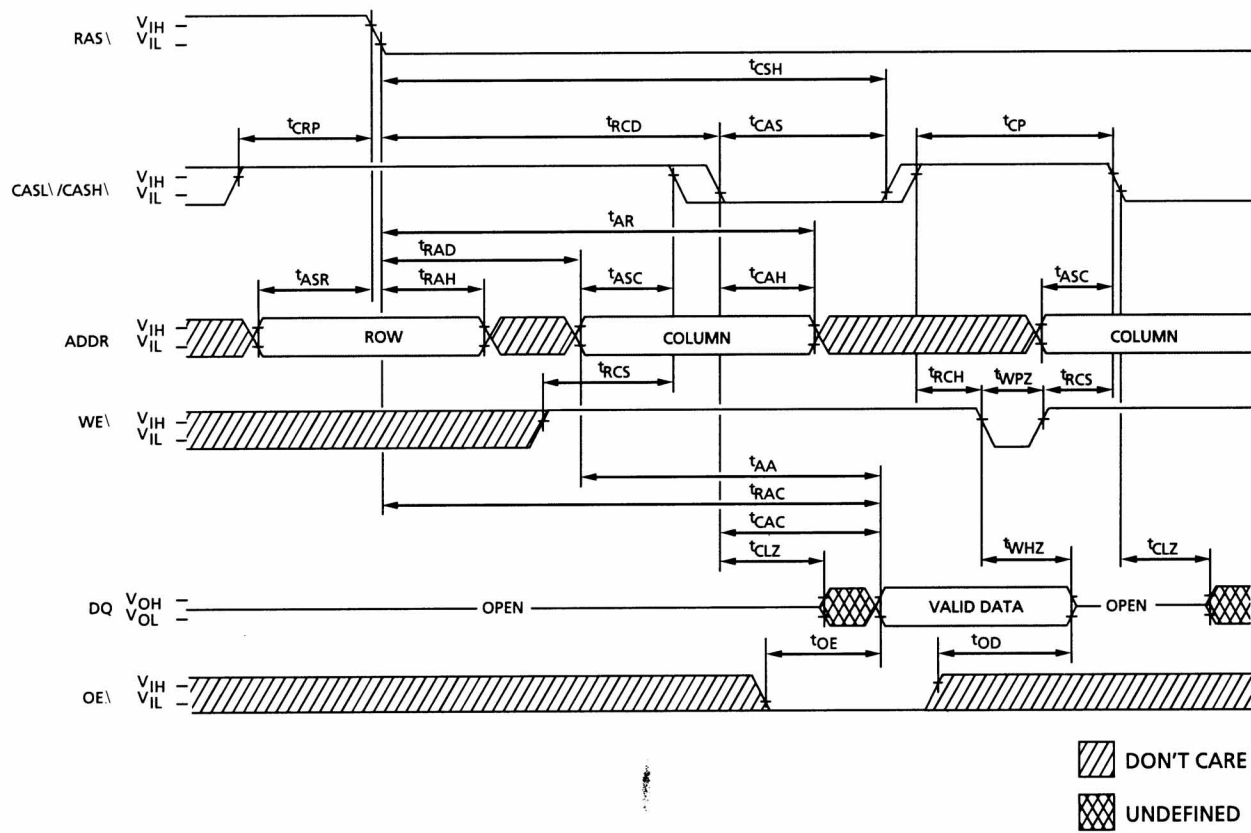 RAS\ VIH VIL
tCSH
tCRP tRCD tCAS tCP
CASL\ /CASH\ VIH VIL
tAR
tRAD
tASR tRAH tASC tCAH tASC
ADDR VIH VIL ROW COLUMN COLUMN
tRCS tRCH tWPZ tRCS
WE\ VIH VIL
tAA
tRAC
tCAC
tCLZ tWHZ tCLZ
DQ VOH VOL OPEN VALID DATA OPEN
tOE tOD
OE\ VIH VIL
DON'T CARE
UNDEFINED